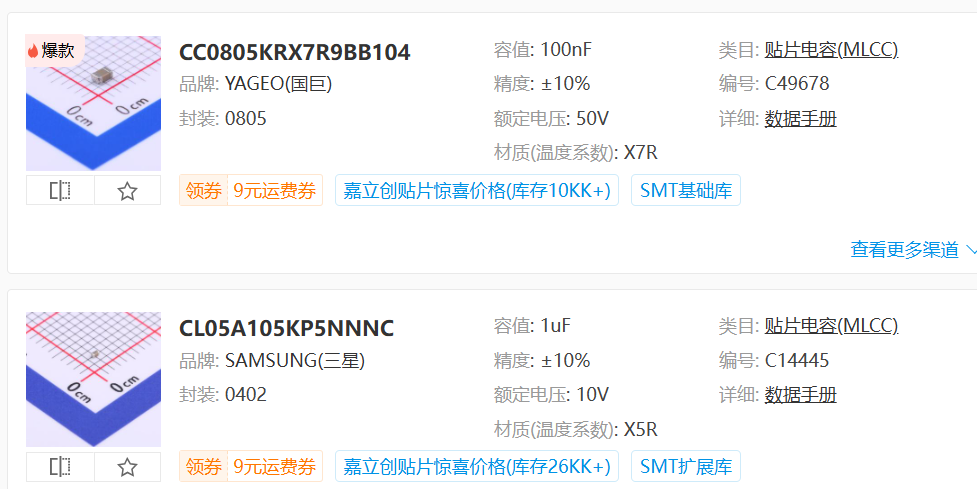 爆款
0cm 0cm
CC0805KRX7R9BB104
品牌: YAGEO(国巨)
封装: 0805
容值: 100nF
精度: ±10%
额定电压: 50V
材质(温度系数): X7R
类目: 贴片电容(MLCC)
编号: C49678
详细: 数据手册
领券 9元运费券 嘉立创贴片惊喜价格(库存10KK+) SMT基础库
查看更多渠道
0cm 0cm
CL05A105KP5NNNC
品牌: SAMSUNG(三星)
封装: 0402
容值: 1uF
精度: ±10%
额定电压: 10V
材质(温度系数): X5R
类目: 贴片电容(MLCC)
编号: C14445
详细: 数据手册
领券 9元运费券 嘉立创贴片惊喜价格(库存26KK+) SMT扩展库